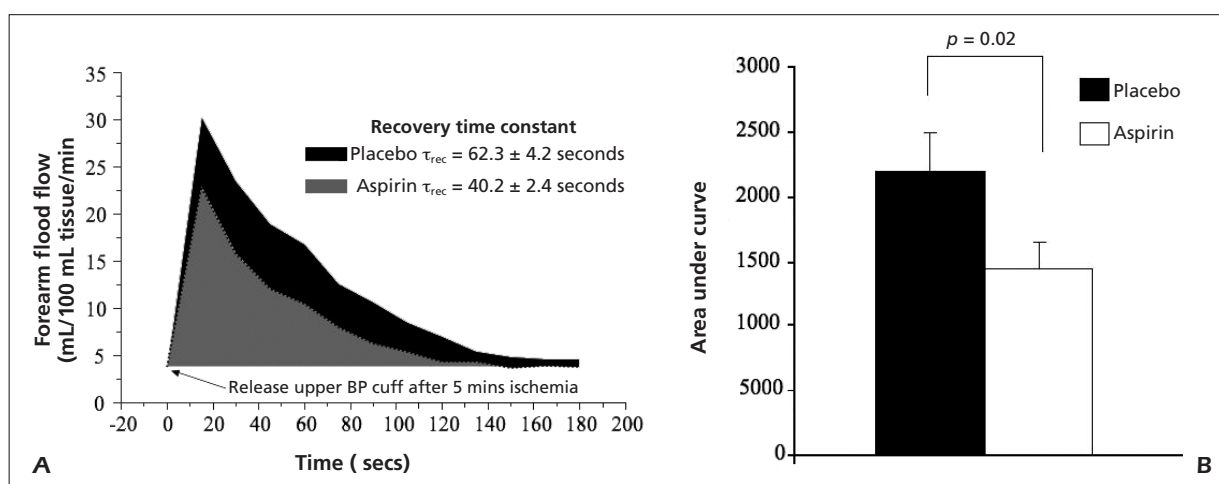 35
30
25
20
15
10
5
0
Forearm flood flow
(mL/100 mL tissue/min)
Recovery time constant
Placebo τrec = 62.3 ± 4.2 seconds
Aspirin τrec = 40.2 ± 2.4 seconds
Release upper BP cuff after 5 mins ischemia
-20 0 20 40 60 80 100 120 140 160 180 200
Time ( secs)
A
p = 0.02
Placebo
Aspirin
3000
2500
2000
1500
1000
5000
0
Area under curve
B